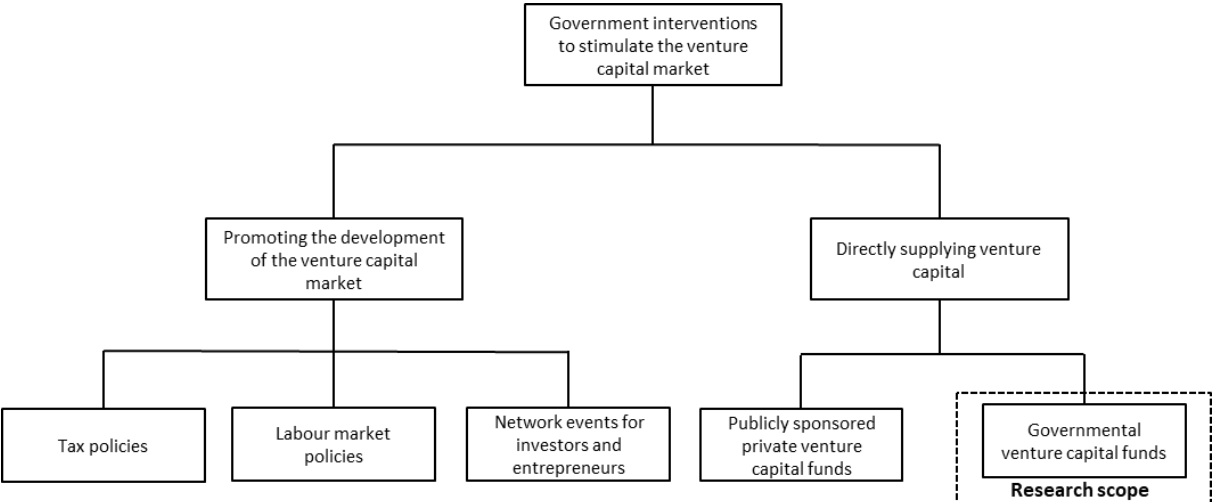 Government interventions
to stimulate the venture
capital market
Promoting the development
of the venture capital
market
Directly supplying venture
capital
Tax policies
Labour market
policies
Network events for
investors and
entrepreneurs
Publicly sponsored
private venture
capital funds
Governmental
venture capital funds
Research scope